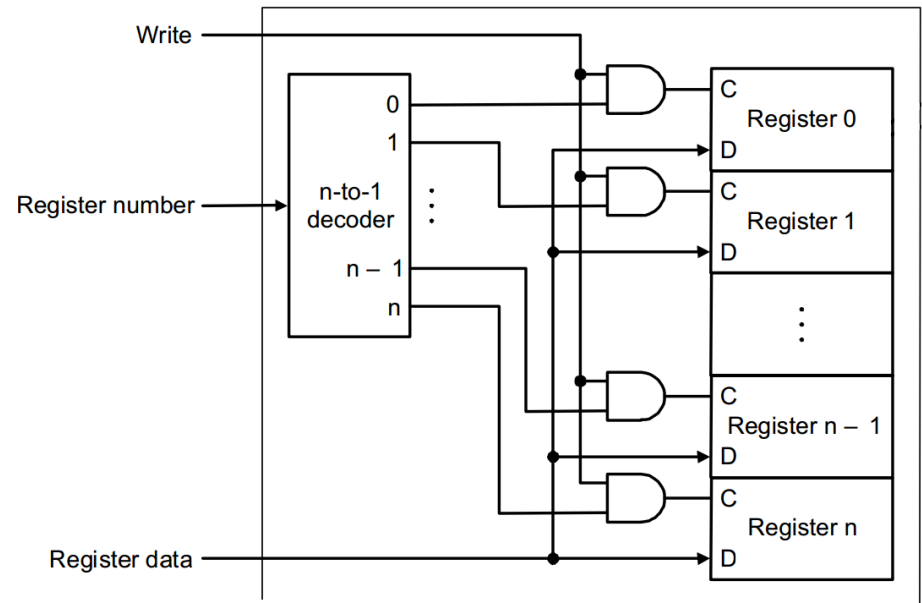 Write
0
1
n-to-1
decoder
n – 1
n
Register number
Register data
C
Register 0
D
C
Register 1
D
C
Register n – 1
D
C
Register n
D